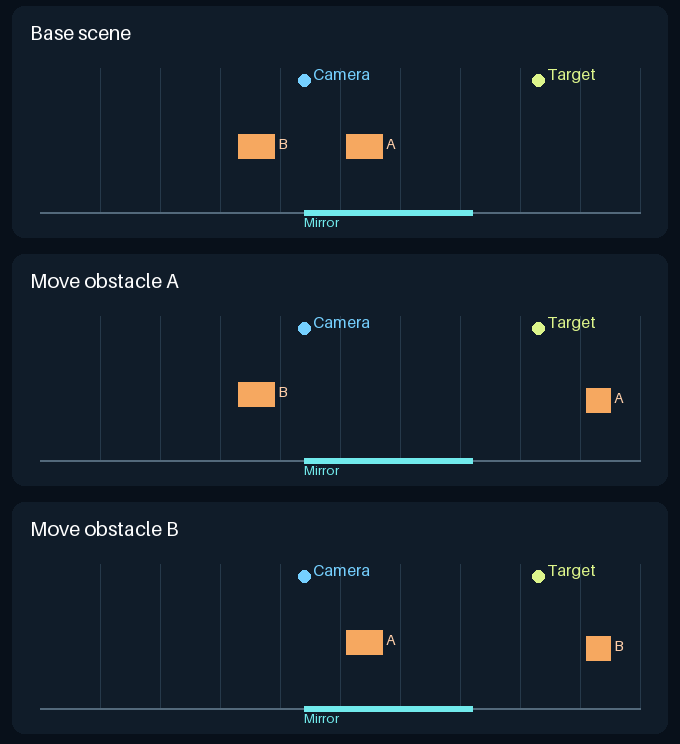 Base scene
Camera
Target
B
A
Mirror
Move obstacle A
Camera
Target
B
A
Mirror
Move obstacle B
Camera
Target
A
B
Mirror